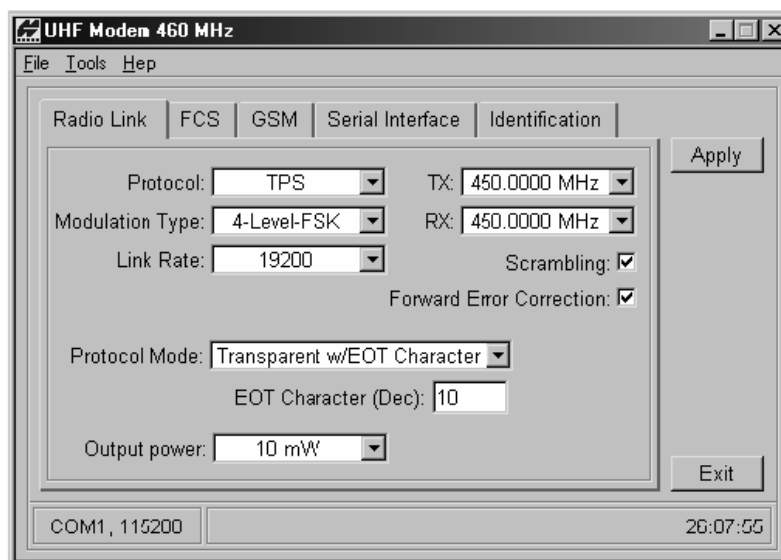 UHF Modem 460 MHz
File Tools Hep
Radio Link FCS GSM Serial Interface Identification
Apply
Protocol: TPS TX: 450.0000 MHz
Modulation Type: 4-Level-FSK RX: 450.0000 MHz
Link Rate: 19200 Scrambling:
Forward Error Correction:
Protocol Mode: Transparent w/EOT Character
EOT Character (Dec): 10
Output power: 10 mW
Exit
COM1, 115200 26:07:55